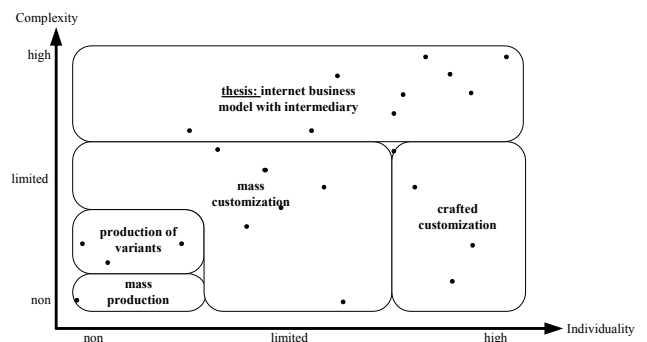 Complexity
high
thesis: internet business
model with intermediary
limited
mass
customization
crafted
customization
production of
variants
mass
production
non
non
limited
high
Individuality